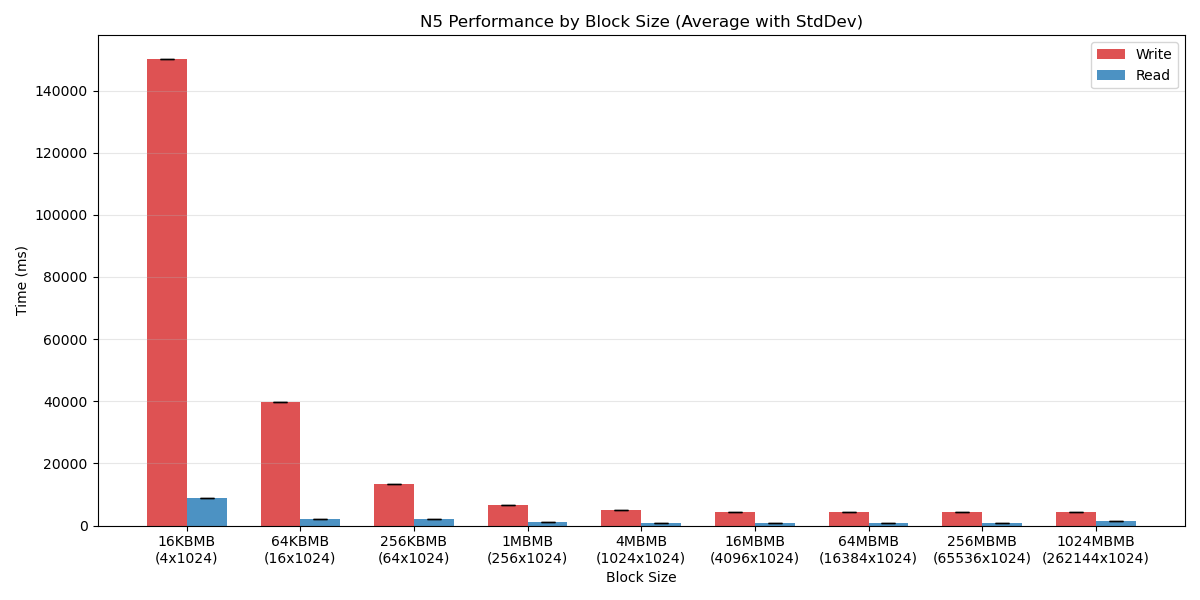 N5 Performance by Block Size (Average with StdDev)
Write
Read
Time (ms)
140000
120000
100000
80000
60000
40000
20000
0
16KBMB
(4x1024)
64KBMB
(16x1024)
256KBMB
(64x1024)
1MBMB
(256x1024)
4MBMB
(1024x1024)
16MBMB
(4096x1024)
64MBMB
(16384x1024)
256MBMB
(65536x1024)
1024MBMB
(262144x1024)
Block Size